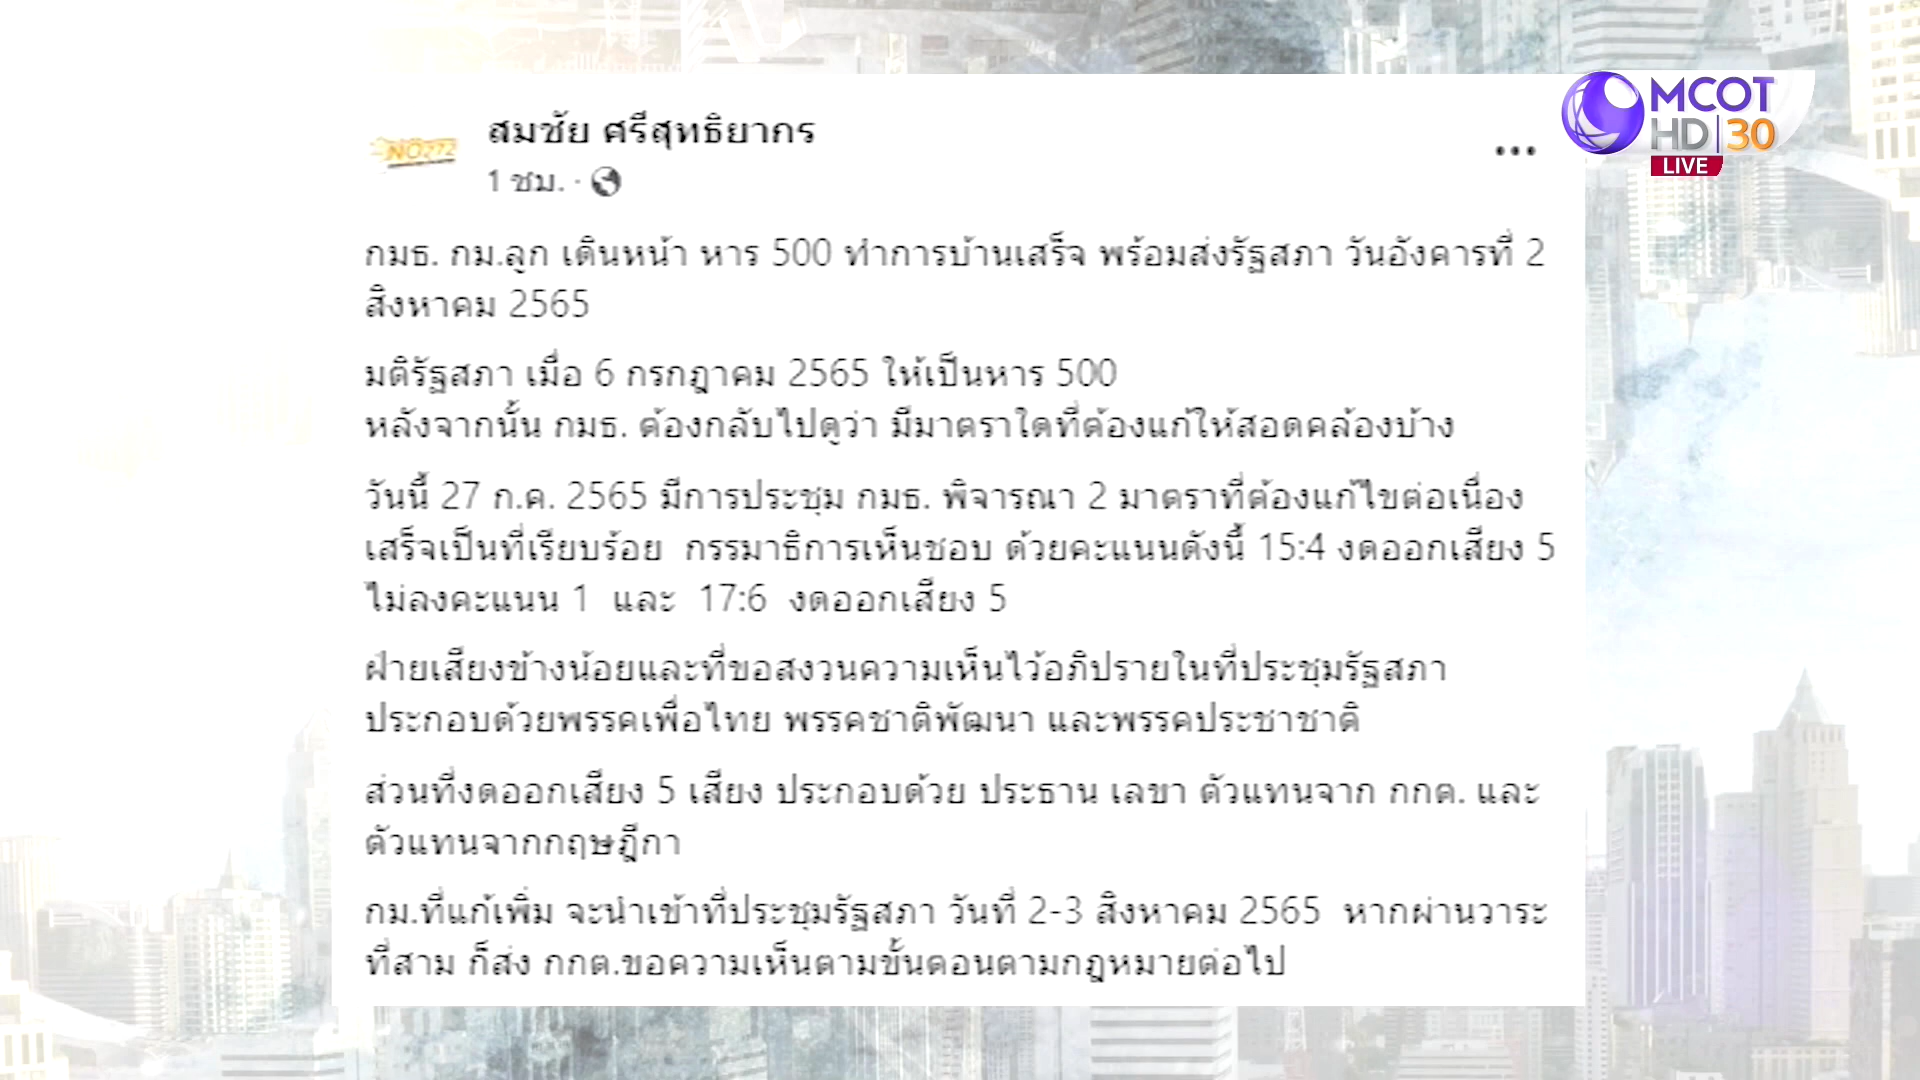 MCOT
HD 30
LIVE
NO272
สมชัย ศรีสุทธิยากร
1 ชม. ·
กมธ. กม.ลูก เดินหน้า หาร 500 ทำการบ้านเสร็จ พร้อมส่งรัฐสภา วันอังคารที่ 2
สิงหาคม 2565
มติรัฐสภา เมื่อ 6 กรกฎาคม 2565 ให้เป็นหาร 500
หลังจากนั้น กมธ. ต้องกลับไปดูว่า มีมาตราใดที่ต้องแก้ให้สอดคล้องบ้าง
วันนี้ 27 ก.ค. 2565 มีการประชุม กมธ. พิจารณา 2 มาตราที่ต้องแก้ไขต่อเนื่อง
เสร็จเป็นที่เรียบร้อย กรรมาธิการเห็นชอบ ด้วยคะแนนดังนี้ 15:4 งดออกเสียง 5
ไม่ลงคะแนน 1 และ 17:6 งดออกเสียง 5
ฝ่ายเสียงข้างน้อยและที่ขอสงวนความเห็นไว้อภิปรายในที่ประชุมรัฐสภา
ประกอบด้วยพรรคเพื่อไทย พรรคชาติพัฒนา และพรรคประชาชาติ
ส่วนที่งดออกเสียง 5 เสียง ประกอบด้วย ประธาน เลขา ตัวแทนจาก กกต. และ
ตัวแทนจากกฤษฎีกา
กม.ที่แก้เพิ่ม จะนำเข้าที่ประชุมรัฐสภา วันที่ 2-3 สิงหาคม 2565 หากผ่านวาระ
ที่สาม ก็ส่ง กกต.ขอความเห็นตามขั้นตอนตามกฎหมายต่อไป